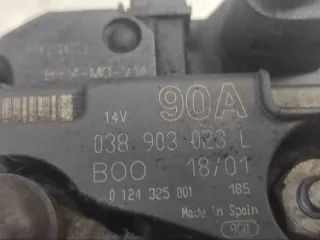 14V 90A
038 903 023 L
BOO 18/01
0 124 325 001 185
Made in Spain